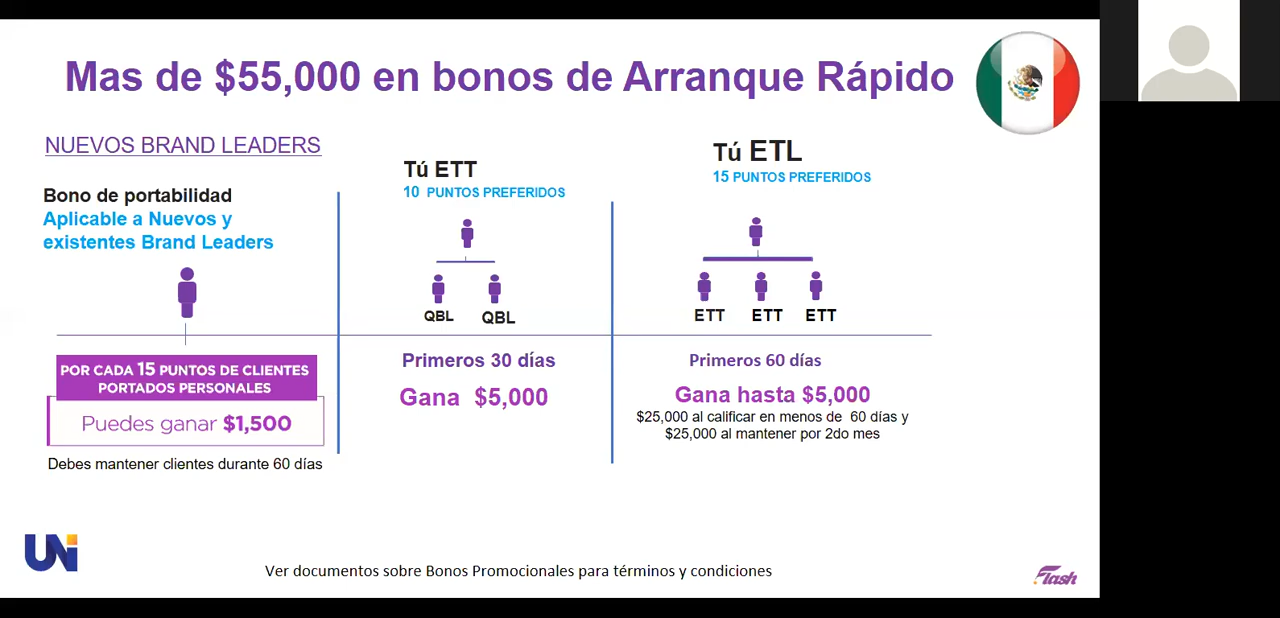 Mas de $55,000 en bonos de Arranque Rápido
NUEVOS BRAND LEADERS
Bono de portabilidad
Aplicable a Nuevos y
existentes Brand Leaders
POR CADA 15 PUNTOS DE CLIENTES
PORTADOS PERSONALES
Puedes ganar $1,500
Debes mantener clientes durante 60 días
Tú ETT
10 PUNTOS PREFERIDOS
QBL QBL
Primeros 30 días
Gana $5,000
Tú ETL
15 PUNTOS PREFERIDOS
ETT ETT ETT
Primeros 60 días
Gana hasta $5,000
$25,000 al calificar en menos de 60 días y
$25,000 al mantener por 2do mes
UNi
Ver documentos sobre Bonos Promocionales para términos y condiciones
Flash